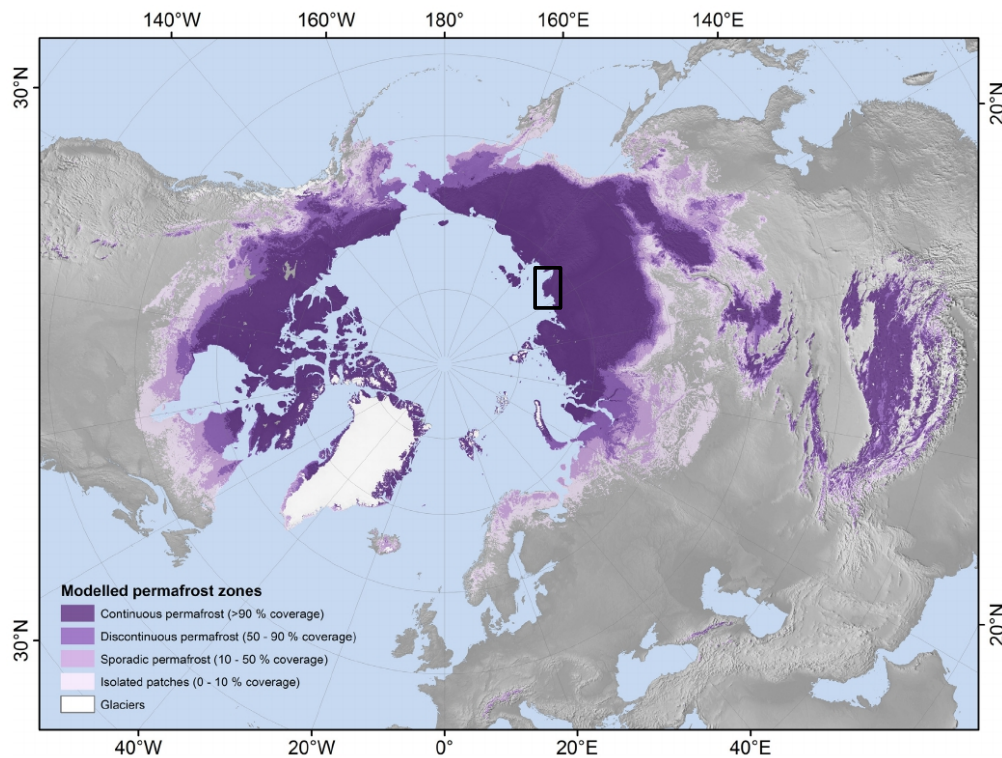 140°W 160°W 180° 160°E 140°E
30°N
20°N
Modelled permafrost zones
Continuous permafrost (>90 % coverage)
Discontinuous permafrost (50 - 90 % coverage)
Sporadic permafrost (10 - 50 % coverage)
Isolated patches (0 - 10 % coverage)
Glaciers
30°N
20°N
40°W 20°W 0° 20°E 40°E